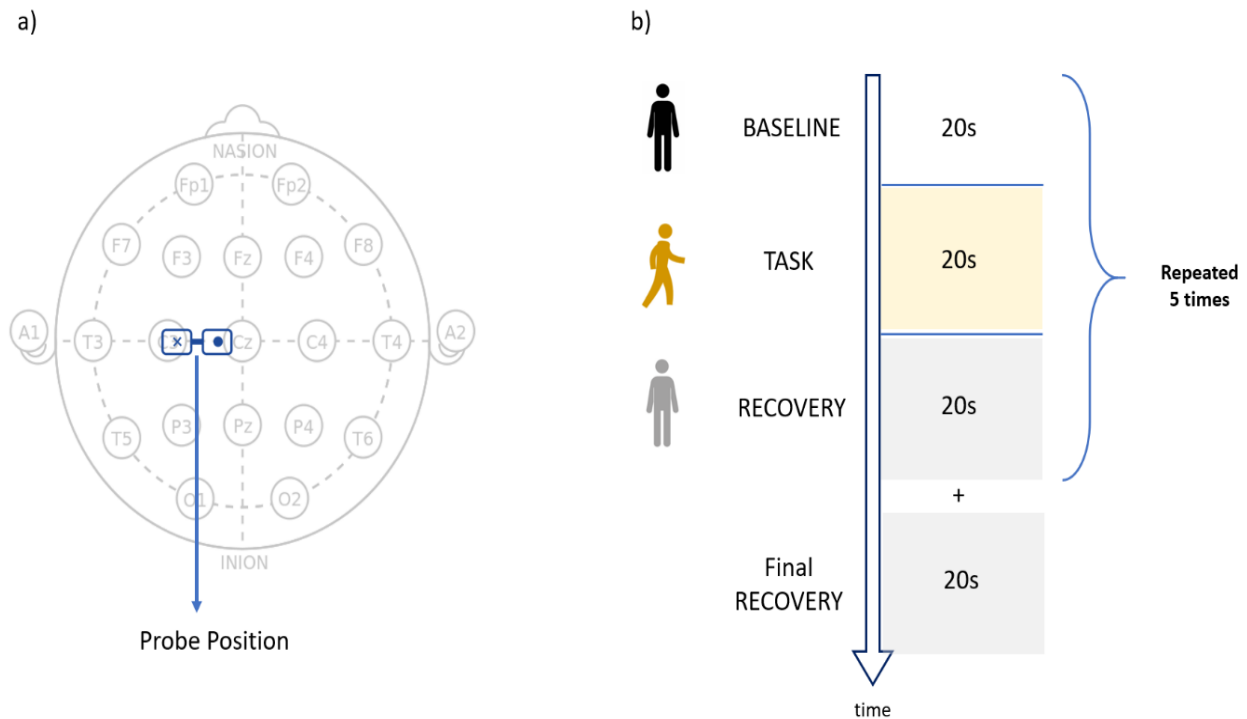 a)
NASION
Fp1 Fp2
F7 F3 Fz F4 F8
A1 T3 C3 Cz C4 T4 A2
T5 P3 Pz P4 T6
O1 O2
INION
Probe Position
b)
BASELINE 20s
TASK 20s
Repeated
5 times
RECOVERY 20s
+
Final
RECOVERY
20s
time